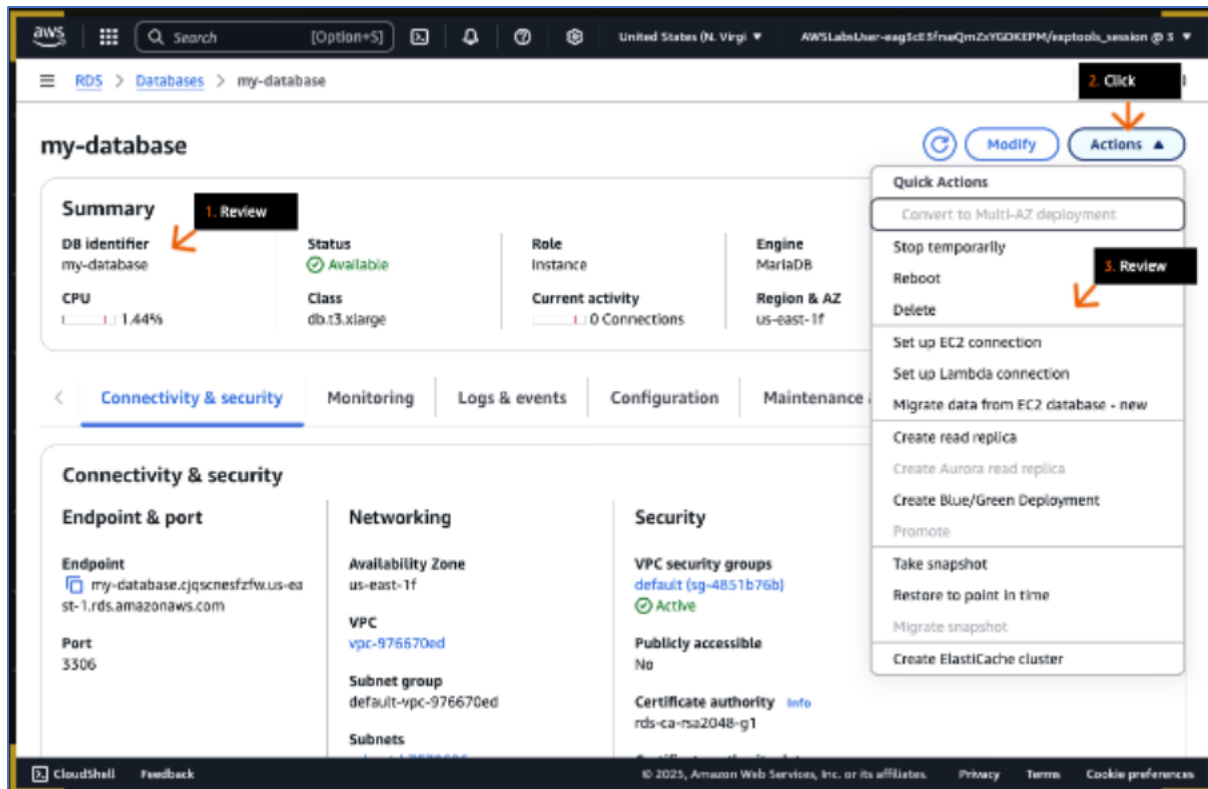 aws
Search [Option+S]
United States (N. Virgi ▼
RDS > Databases > my-database
2. Click
my-database
Modify
Actions ▲
Summary
1. Review
DB identifier
my-database
Status
Available
Role
Instance
Engine
MariaDB
CPU
1.44%
Class
db.t3.xlarge
Current activity
0 Connections
Region & AZ
us-east-1f
Quick Actions
Convert to Multi-AZ deployment
Stop temporarily
3. Review
Reboot
Delete
Set up EC2 connection
Set up Lambda connection
Migrate data from EC2 database - new
Create read replica
Create Aurora read replica
Create Blue/Green Deployment
Promote
Take snapshot
Restore to point in time
Migrate snapshot
Create ElastiCache cluster
Connectivity & security
Monitoring
Logs & events
Configuration
Maintenance
Connectivity & security
Endpoint & port
Endpoint
my-database.cjqscnesfzfw.us-ea
st-1.rds.amazonaws.com
Port
3306
Networking
Availability Zone
us-east-1f
VPC
vpc-976670ed
Subnet group
default-vpc-976670ed
Subnets
Security
VPC security groups
default (sg-4851b76b)
Active
Publicly accessible
No
Certificate authority Info
rds-ca-rsa2048-g1
CloudShell Feedback
© 2025, Amazon Web Services, Inc. or its affiliates. Privacy Terms Cookie preferences